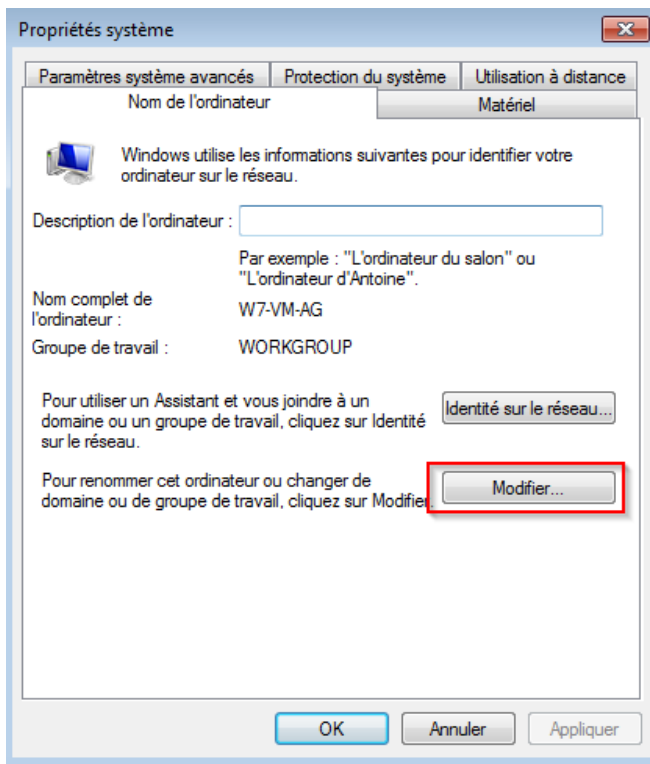 Propriétés système
Paramètres système avancés
Protection du système
Utilisation à distance
Nom de l'ordinateur
Matériel
Windows utilise les informations suivantes pour identifier votre
ordinateur sur le réseau.
Description de l'ordinateur :
Par exemple : "L'ordinateur du salon" ou
"L'ordinateur d'Antoine".
Nom complet de
l'ordinateur :
W7-VM-AG
Groupe de travail :
WORKGROUP
Pour utiliser un Assistant et vous joindre à un
domaine ou un groupe de travail, cliquez sur Identité
sur le réseau.
Identité sur le réseau...
Pour renommer cet ordinateur ou changer de
domaine ou de groupe de travail, cliquez sur Modifier.
Modifier...
OK
Annuler
Appliquer